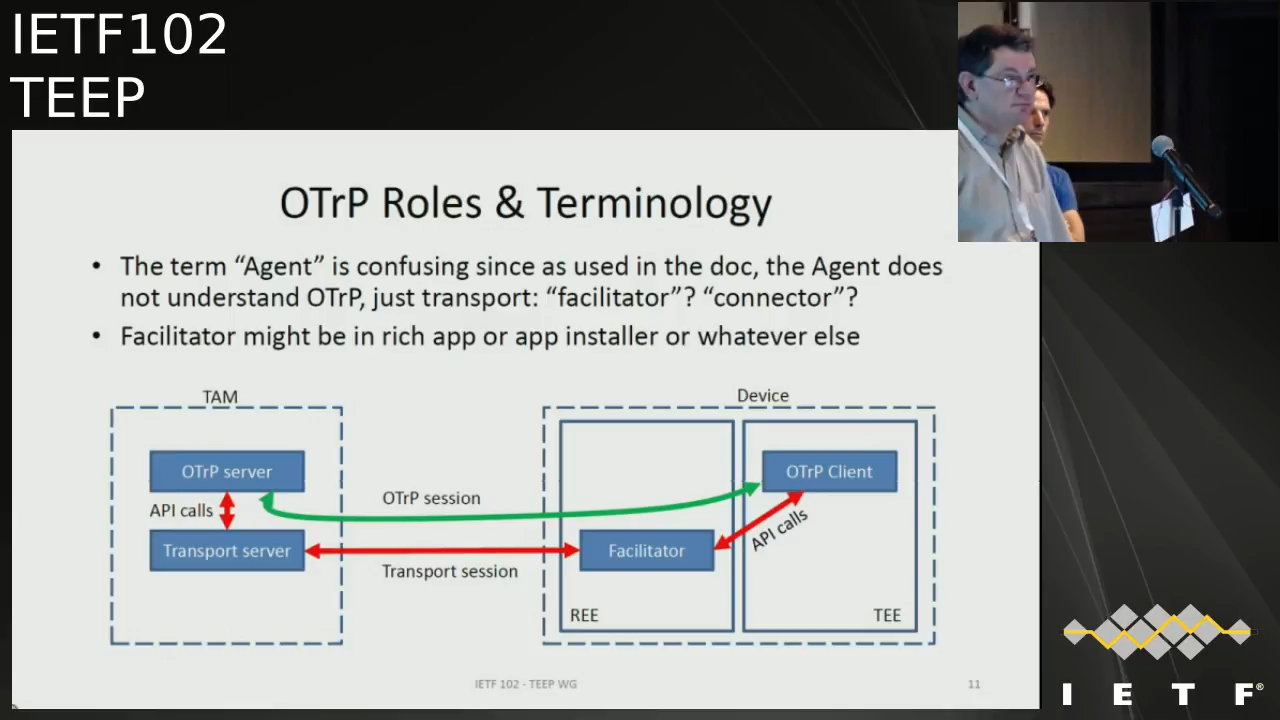 IETF102
TEEP
OTrP Roles & Terminology
• The term “Agent” is confusing since as used in the doc, the Agent does
not understand OTrP, just transport: “facilitator”? “connector”?
• Facilitator might be in rich app or app installer or whatever else
TAM
Device
OTrP server
OTrP Client
OTrP session
API calls
API calls
Transport server
Facilitator
Transport session
REE
TEE
IETF 102 - TEEP WG
11
I E T F®